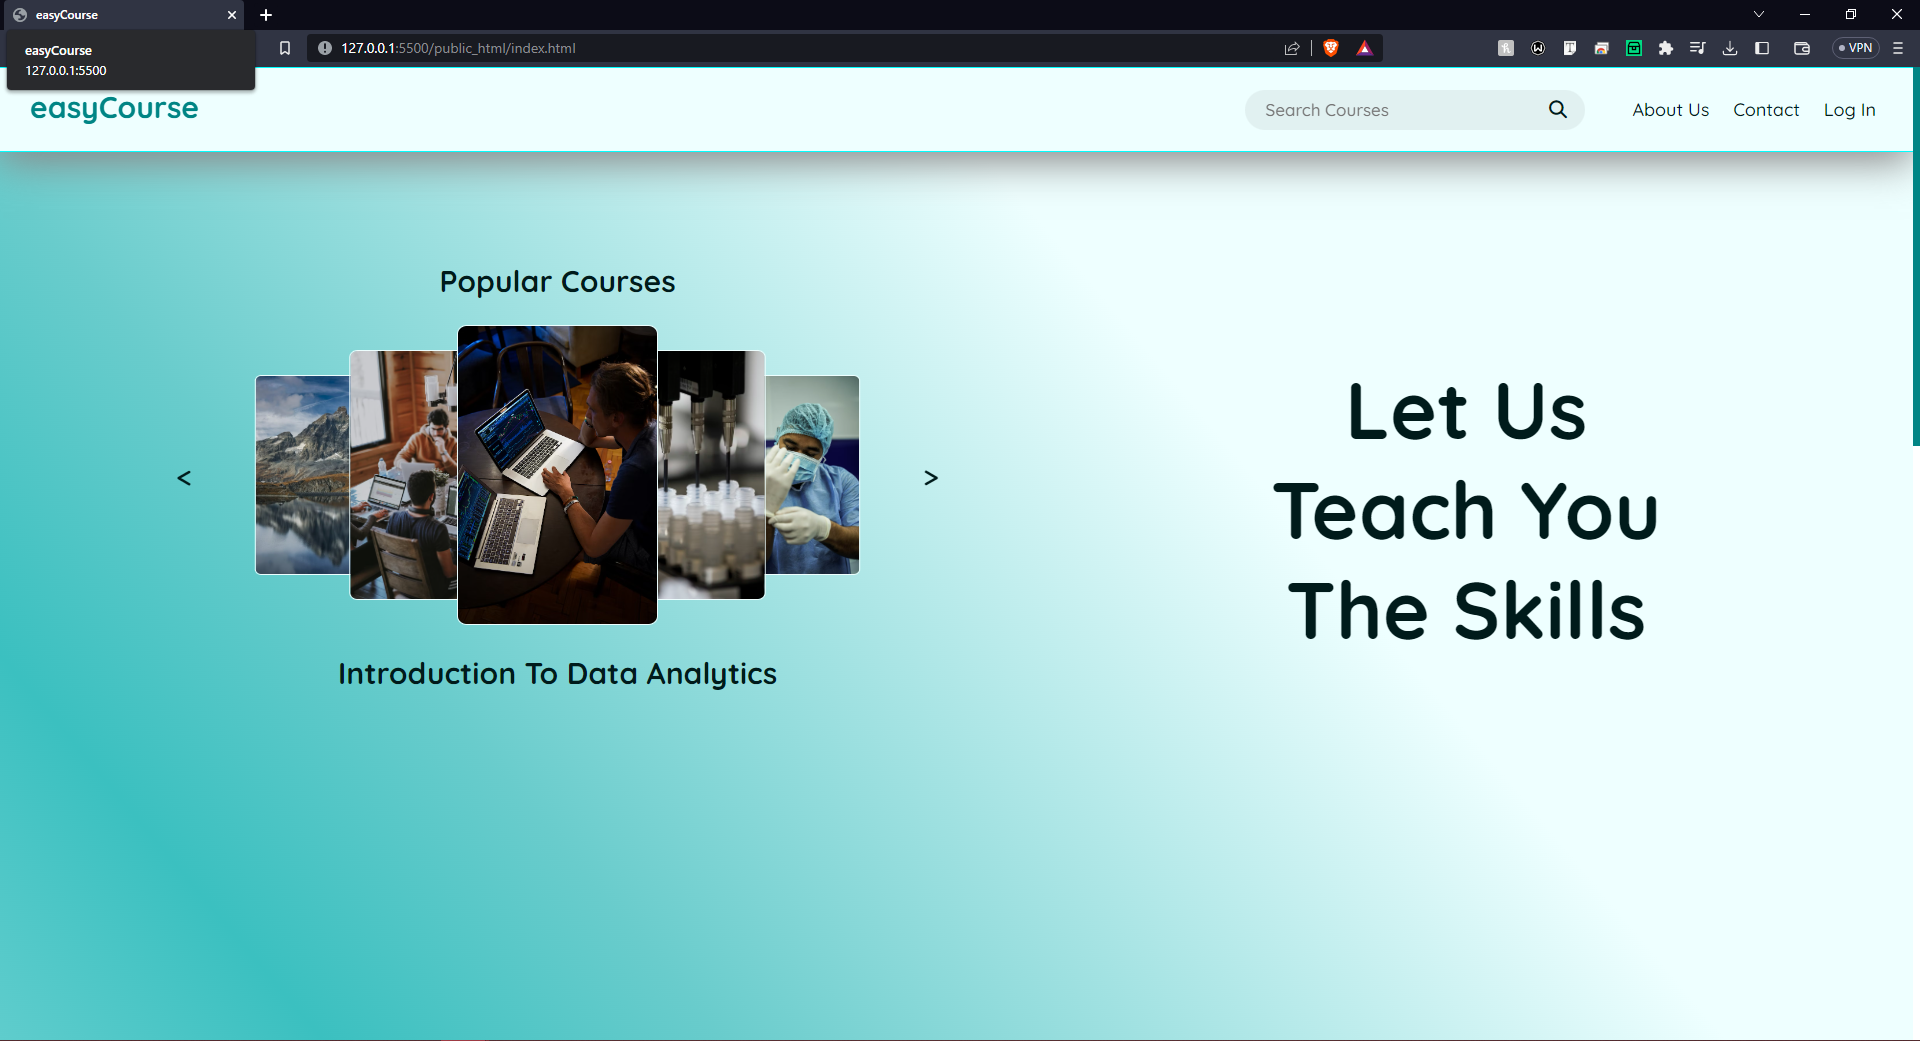 easyCourse
easyCourse
127.0.0.1:5500
127.0.0.1:5500/public_html/index.html
VPN
easyCourse
Search Courses
About Us
Contact
Log In
Popular Courses
<
>
Introduction To Data Analytics
Let Us
Teach You
The Skills